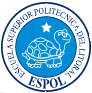 ESCUELA SUPERIOR POLITECNICA DEL LITORAL
ESPOL